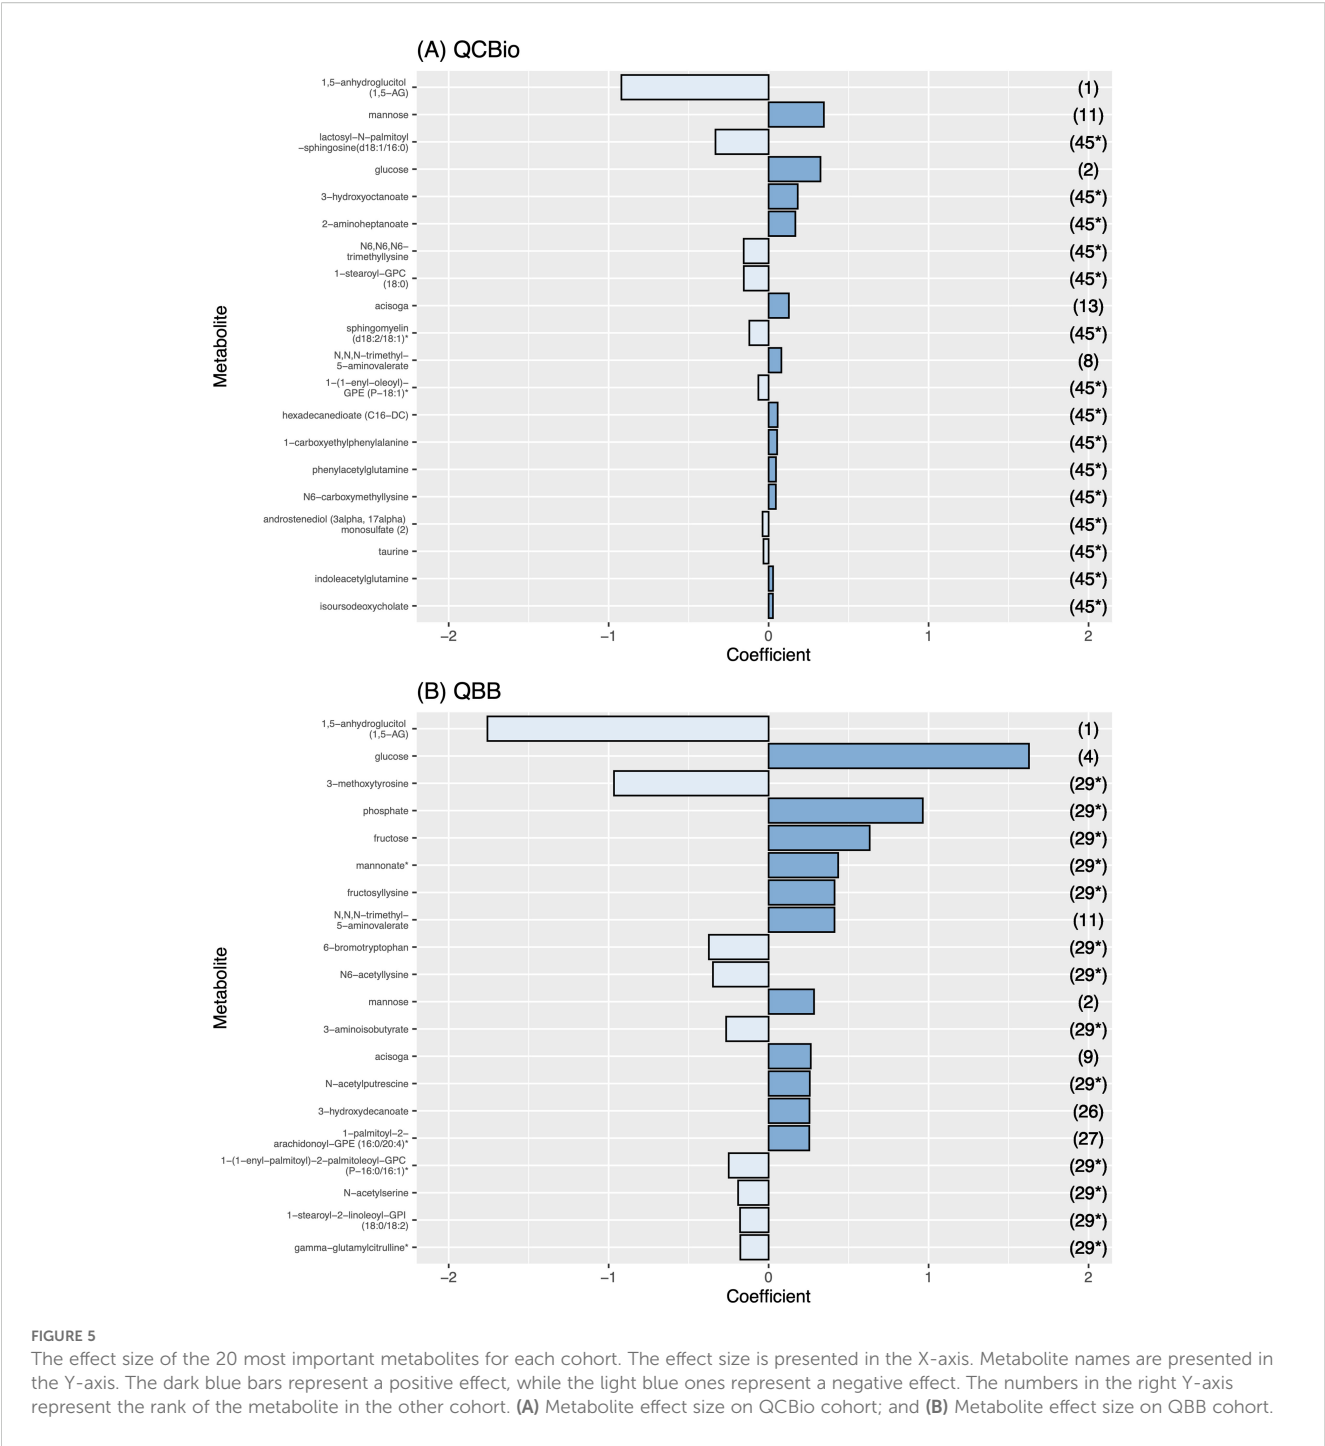 (A) QCBio
1,5−anhydroglucitol
(1,5−AG)
(1)
mannose
(11)
lactosyl−N−palmitoyl
−sphingosine(d18:1/16:0)
(45*)
glucose
(2)
3−hydroxyoctanoate
(45*)
2−aminoheptanoate
(45*)
N6,N6,N6−
trimethyllysine
(45*)
1−stearoyl−GPC
(18:0)
(45*)
acisoga
(13)
sphingomyelin
(d18:2/18:1)*
(45*)
N,N,N−trimethyl−
5−aminovalerate
(8)
1−(1−enyl−oleoyl)−
GPE (P−18:1)*
(45*)
hexadecanedioate (C16−DC)
(45*)
1−carboxyethylphenylalanine
(45*)
phenylacetylglutamine
(45*)
N6−carboxymethyllysine
(45*)
androstenediol (3alpha, 17alpha)
monosulfate (2)
(45*)
taurine
(45*)
indoleacetylglutamine
(45*)
isoursodeoxycholate
(45*)
Metabolite
−2 −1 0 1 2
Coefficient
(B) QBB
1,5−anhydroglucitol
(1,5−AG)
(1)
glucose
(4)
3−methoxytyrosine
(29*)
phosphate
(29*)
fructose
(29*)
mannonate*
(29*)
fructosyllysine
(29*)
N,N,N−trimethyl−
5−aminovalerate
(11)
6−bromotryptophan
(29*)
N6−acetyllysine
(29*)
mannose
(2)
3−aminoisobutyrate
(29*)
acisoga
(9)
N−acetylputrescine
(29*)
3−hydroxydecanoate
(26)
1−palmitoyl−2−
arachidonoyl−GPE (16:0/20:4)*
(27)
1−(1−enyl−palmitoyl)−2−palmitoleoyl−GPC
(P−16:0/16:1)*
(29*)
N−acetylserine
(29*)
1−stearoyl−2−linoleoyl−GPI
(18:0/18:2)
(29*)
gamma−glutamylcitrulline*
(29*)
Metabolite
−2 −1 0 1 2
Coefficient
FIGURE 5
The effect size of the 20 most important metabolites for each cohort. The effect size is presented in the X-axis. Metabolite names are presented in
the Y-axis. The dark blue bars represent a positive effect, while the light blue ones represent a negative effect. The numbers in the right Y-axis
represent the rank of the metabolite in the other cohort. (A) Metabolite effect size on QCBio cohort; and (B) Metabolite effect size on QBB cohort.